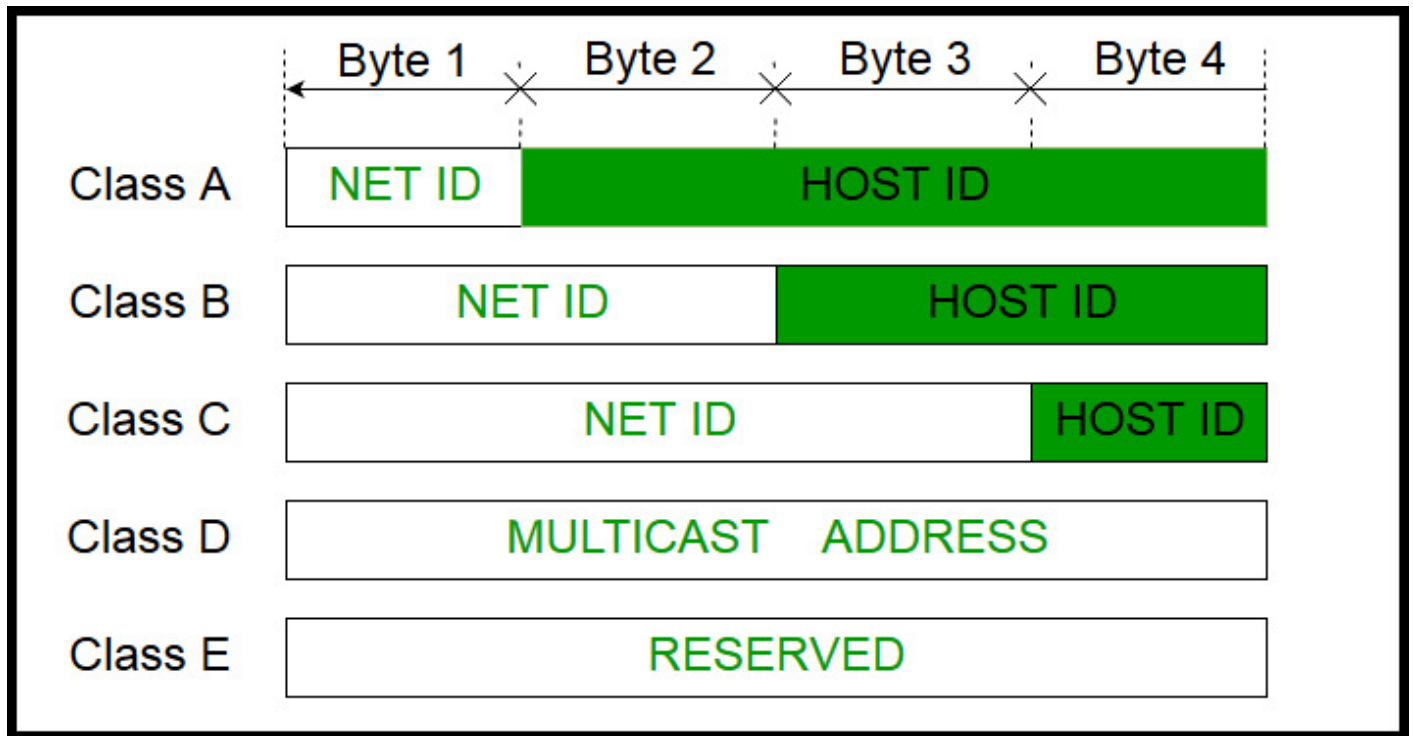 Byte 1 Byte 2 Byte 3 Byte 4
Class A NET ID HOST ID
Class B NET ID HOST ID
Class C NET ID HOST ID
Class D MULTICAST ADDRESS
Class E RESERVED